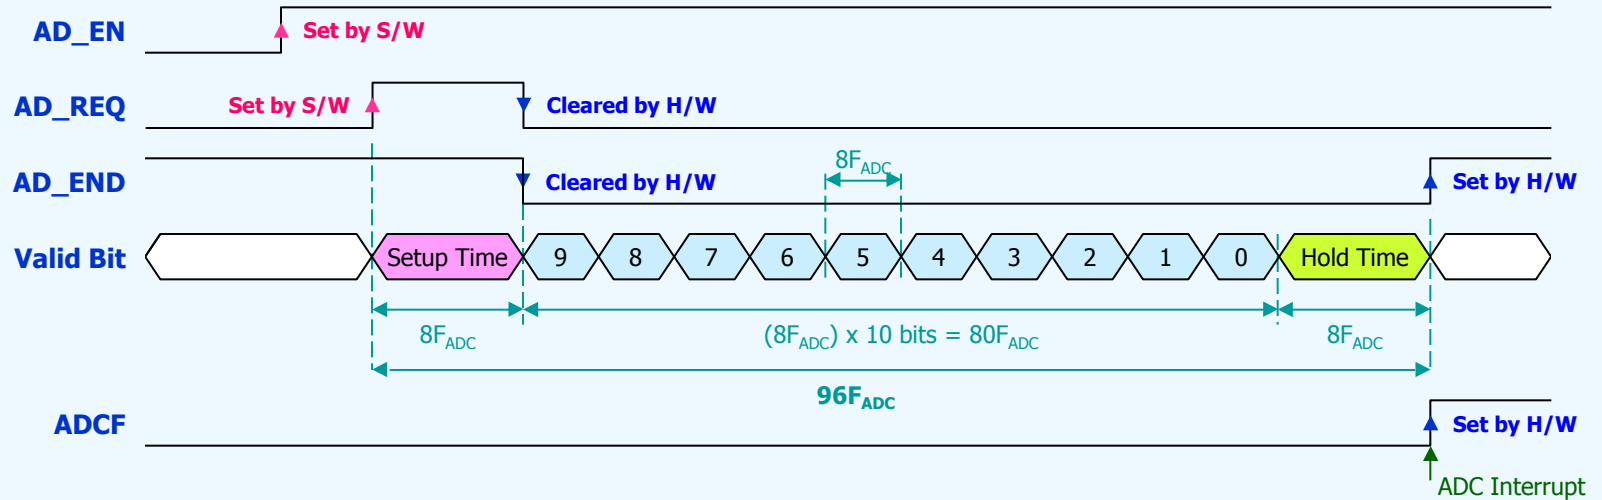 AD_EN Set by S/W
AD_REQ Set by S/W Cleared by H/W
8FADC
AD_END Cleared by H/W Set by H/W
Valid Bit Setup Time 9 8 7 6 5 4 3 2 1 0 Hold Time
8FADC (8FADC) x 10 bits = 80FADC 8FADC
96FADC
ADCF Set by H/W
ADC Interrupt